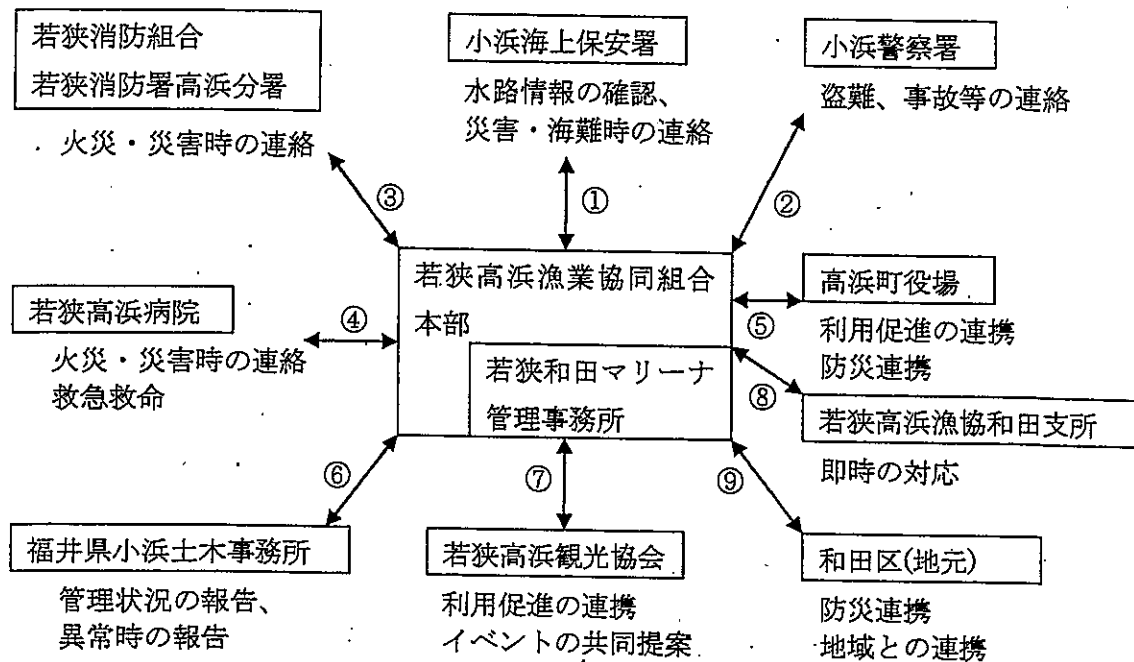 若狭消防組合
若狭消防署高浜分署
火災・災害時の連絡
③
小浜海上保安署
水路情報の確認、
災害・海難時の連絡
①
小浜警察署
盗難、事故等の連絡
②
若狭高浜漁業協同組合
本部
若狭和田マリーナ
管理事務所
若狭高浜病院
④
火災・災害時の連絡
救急救命
高浜町役場
⑤
利用促進の連携
防災連携
⑧
若狭高浜漁協和田支所
即時の対応
⑥
福井県小浜土木事務所
管理状況の報告、
異常時の報告
⑦
若狭高浜観光協会
利用促進の連携
イベントの共同提案
⑨
和田区(地元)
防災連携
地域との連携